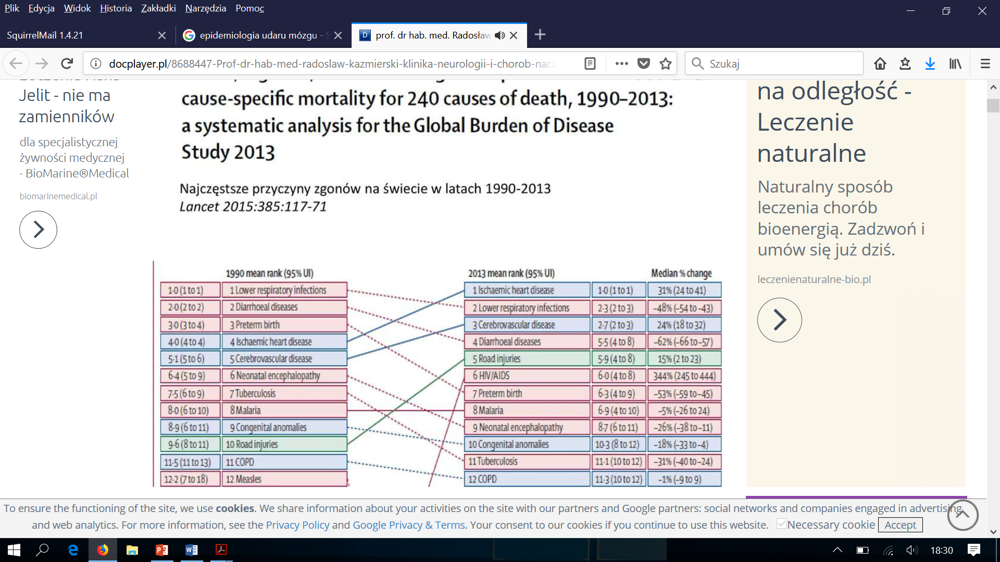 Plik Edycja Widok Historia Zakładki Narzędzia Pomoc
SquirrelMail 1.4.21
epidemiologia udaru mózgu -
prof. dr hab. med. Radosław
docplayer.pl/8688447-Prof-dr-hab-med-radoslaw-kazmierski-klinika-neurologii-i-chorob-nacz
Szukaj
Jelit - nie ma
zamienników
dla specjalistycznej
żywności medycznej
- BioMarine®Medical
biomarinemedical.pl
cause-specific mortality for 240 causes of death, 1990–2013:
a systematic analysis for the Global Burden of Disease
Study 2013
Najczęstsze przyczyny zgonów na świecie w latach 1990-2013
Lancet 2015:385:117-71
1990 mean rank (95% UI) 2013 mean rank (95% UI) Median % change
1·0 (1 to 1) 1 Lower respiratory infections 1 Ischaemic heart disease 1·0 (1 to 1) 31% (24 to 41)
2·0 (2 to 2) 2 Diarrhoeal diseases 2 Lower respiratory infections 2·3 (2 to 3) –48% (–54 to –43)
3·0 (3 to 4) 3 Preterm birth 3 Cerebrovascular disease 2·7 (2 to 3) 24% (18 to 32)
4·0 (4 to 4) 4 Ischaemic heart disease 4 Diarrhoeal diseases 5·5 (4 to 8) –62% (–66 to –57)
5·1 (5 to 6) 5 Cerebrovascular disease 5 Road injuries 5·9 (4 to 8) 15% (2 to 23)
6·4 (5 to 9) 6 Neonatal encephalopathy 6 HIV/AIDS 6·0 (4 to 8) 344% (245 to 444)
7·5 (6 to 9) 7 Tuberculosis 7 Preterm birth 6·3 (4 to 9) –53% (–59 to –45)
8·0 (6 to 10) 8 Malaria 8 Malaria 6·9 (4 to 10) –5% (–26 to 24)
8·9 (6 to 11) 9 Congenital anomalies 9 Neonatal encephalopathy 8·7 (6 to 11) –26% (–38 to –11)
9·6 (8 to 11) 10 Road injuries 10 Congenital anomalies 10·3 (8 to 12) –18% (–33 to –4)
11·5 (11 to 13) 11 COPD 11 Tuberculosis 11·1 (10 to 12) –31% (–40 to –24)
12·2 (7 to 18) 12 Measles 12 COPD 11·3 (10 to 12) –1% (–9 to 9)
na odległość -
Leczenie
naturalne
Naturalny sposób
leczenia chorób
bioenergią. Zadzwoń i
umów się już dziś.
leczenienaturalne-bio.pl
To ensure the functioning of the site, we use cookies. We share information about your activities on the site with our partners and Google partners: social networks and companies engaged in advertising
and web analytics. For more information, see the Privacy Policy and Google Privacy & Terms. Your consent to our cookies if you continue to use this website. Necessary cookie Accept
18:30